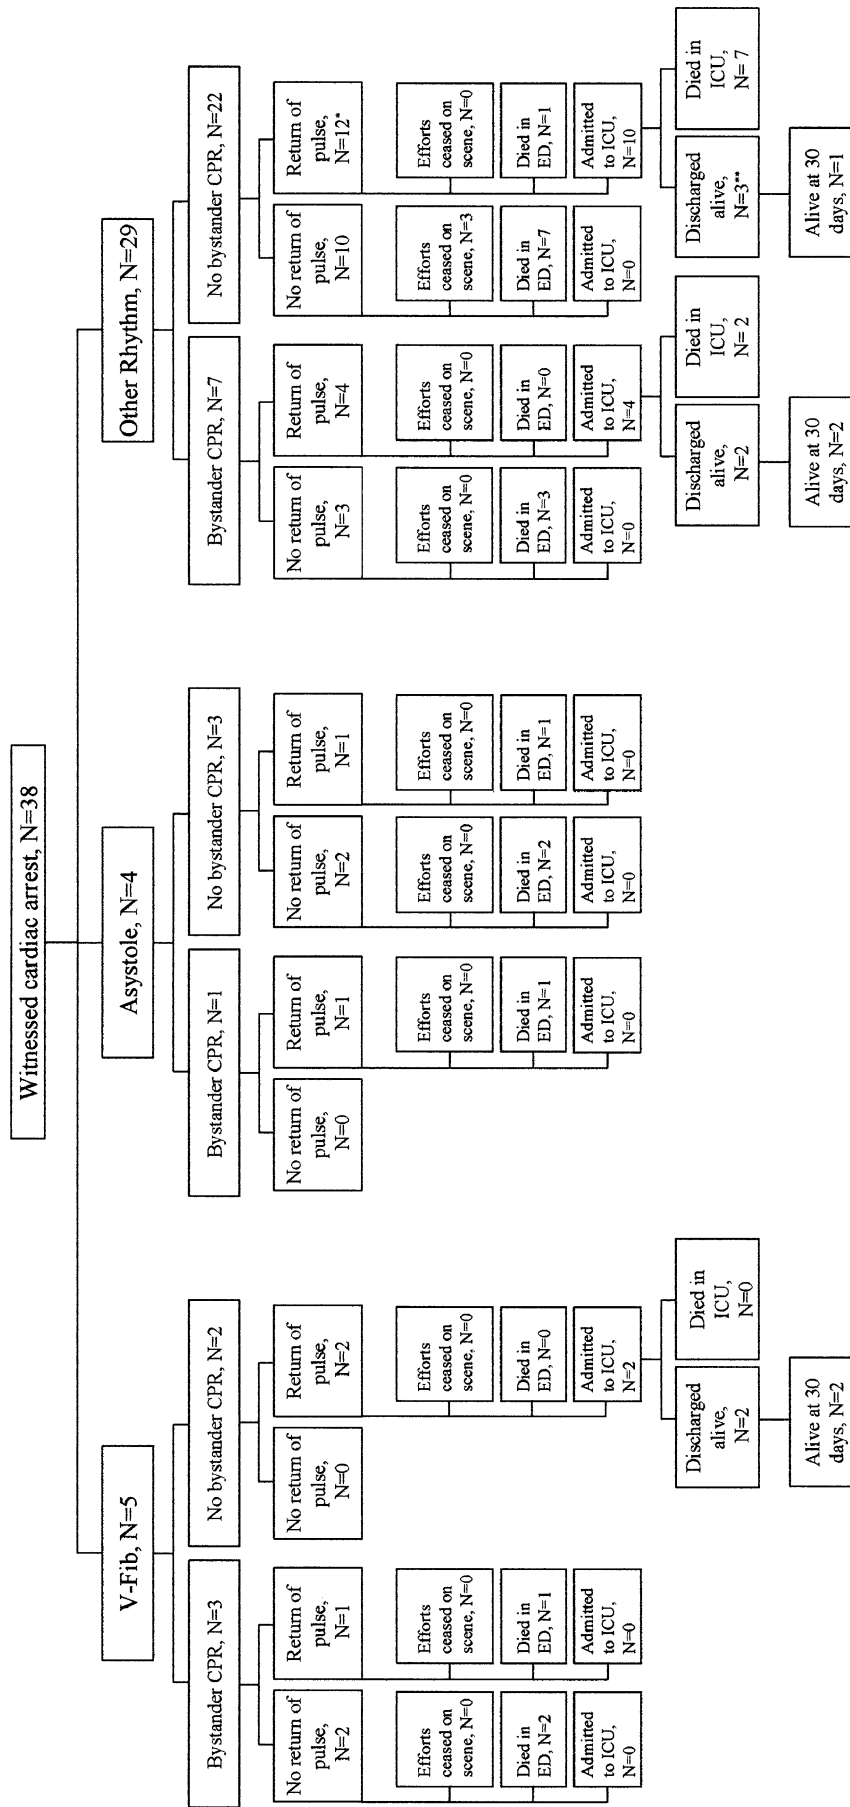 Witnessed cardiac arrest, N=38
V-Fib, N=5
Asystole, N=4
Other Rhythm, N=29
Bystander CPR, N=3
No bystander CPR, N=2
Bystander CPR, N=1
No bystander CPR, N=3
Bystander CPR, N=7
No bystander CPR, N=22
No return of
pulse,
N=2
Return of
pulse,
N=1
No return of
pulse,
N=0
Return of
pulse,
N=2
No return of
pulse,
N=0
Return of
pulse,
N=1
No return of
pulse,
N=2
Return of
pulse,
N=1
No return of
pulse,
N=3
Return of
pulse,
N=4
No return of
pulse,
N=10
Return of
pulse,
N=12*
Efforts
ceased on
scene, N=0
Efforts
ceased on
scene, N=0
Efforts
ceased on
scene, N=0
Efforts
ceased on
scene, N=0
Efforts
ceased on
scene, N=0
Efforts
ceased on
scene, N=0
Efforts
ceased on
scene, N=0
Efforts
ceased on
scene, N=0
Efforts
ceased on
scene, N=3
Efforts
ceased on
scene, N=0
Died in
ED, N=2
Died in
ED, N=1
Died in
ED, N=0
Died in
ED, N=1
Died in
ED, N=2
Died in
ED, N=1
Died in
ED, N=3
Died in
ED, N=0
Died in
ED, N=7
Died in
ED, N=1
Admitted
to ICU,
N=0
Admitted
to ICU,
N=0
Admitted
to ICU,
N=2
Admitted
to ICU,
N=0
Admitted
to ICU,
N=0
Admitted
to ICU,
N=0
Admitted
to ICU,
N=0
Admitted
to ICU,
N=4
Admitted
to ICU,
N=0
Admitted
to ICU,
N=10
Discharged
alive,
N=2
Died in
ICU,
N=0
Discharged
alive,
N=2
Died in
ICU,
N= 2
Discharged
alive,
N=3**
Died in
ICU,
N= 7
Alive at 30
days, N=2
Alive at 30
days, N=2
Alive at 30
days, N=1